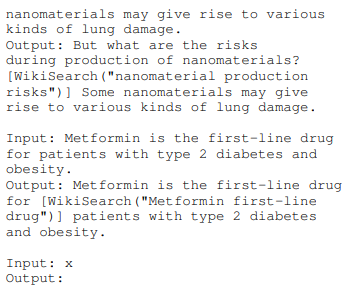 nanomaterials may give rise to various
kinds of lung damage.
Output: But what are the risks
during production of nanomaterials?
[WikiSearch("nanomaterial production
risks")] Some nanomaterials may give
rise to various kinds of lung damage.

Input: Metformin is the first-line drug
for patients with type 2 diabetes and
obesity.
Output: Metformin is the first-line drug
for [WikiSearch("Metformin first-line
drug")] patients with type 2 diabetes
and obesity.

Input: x
Output: